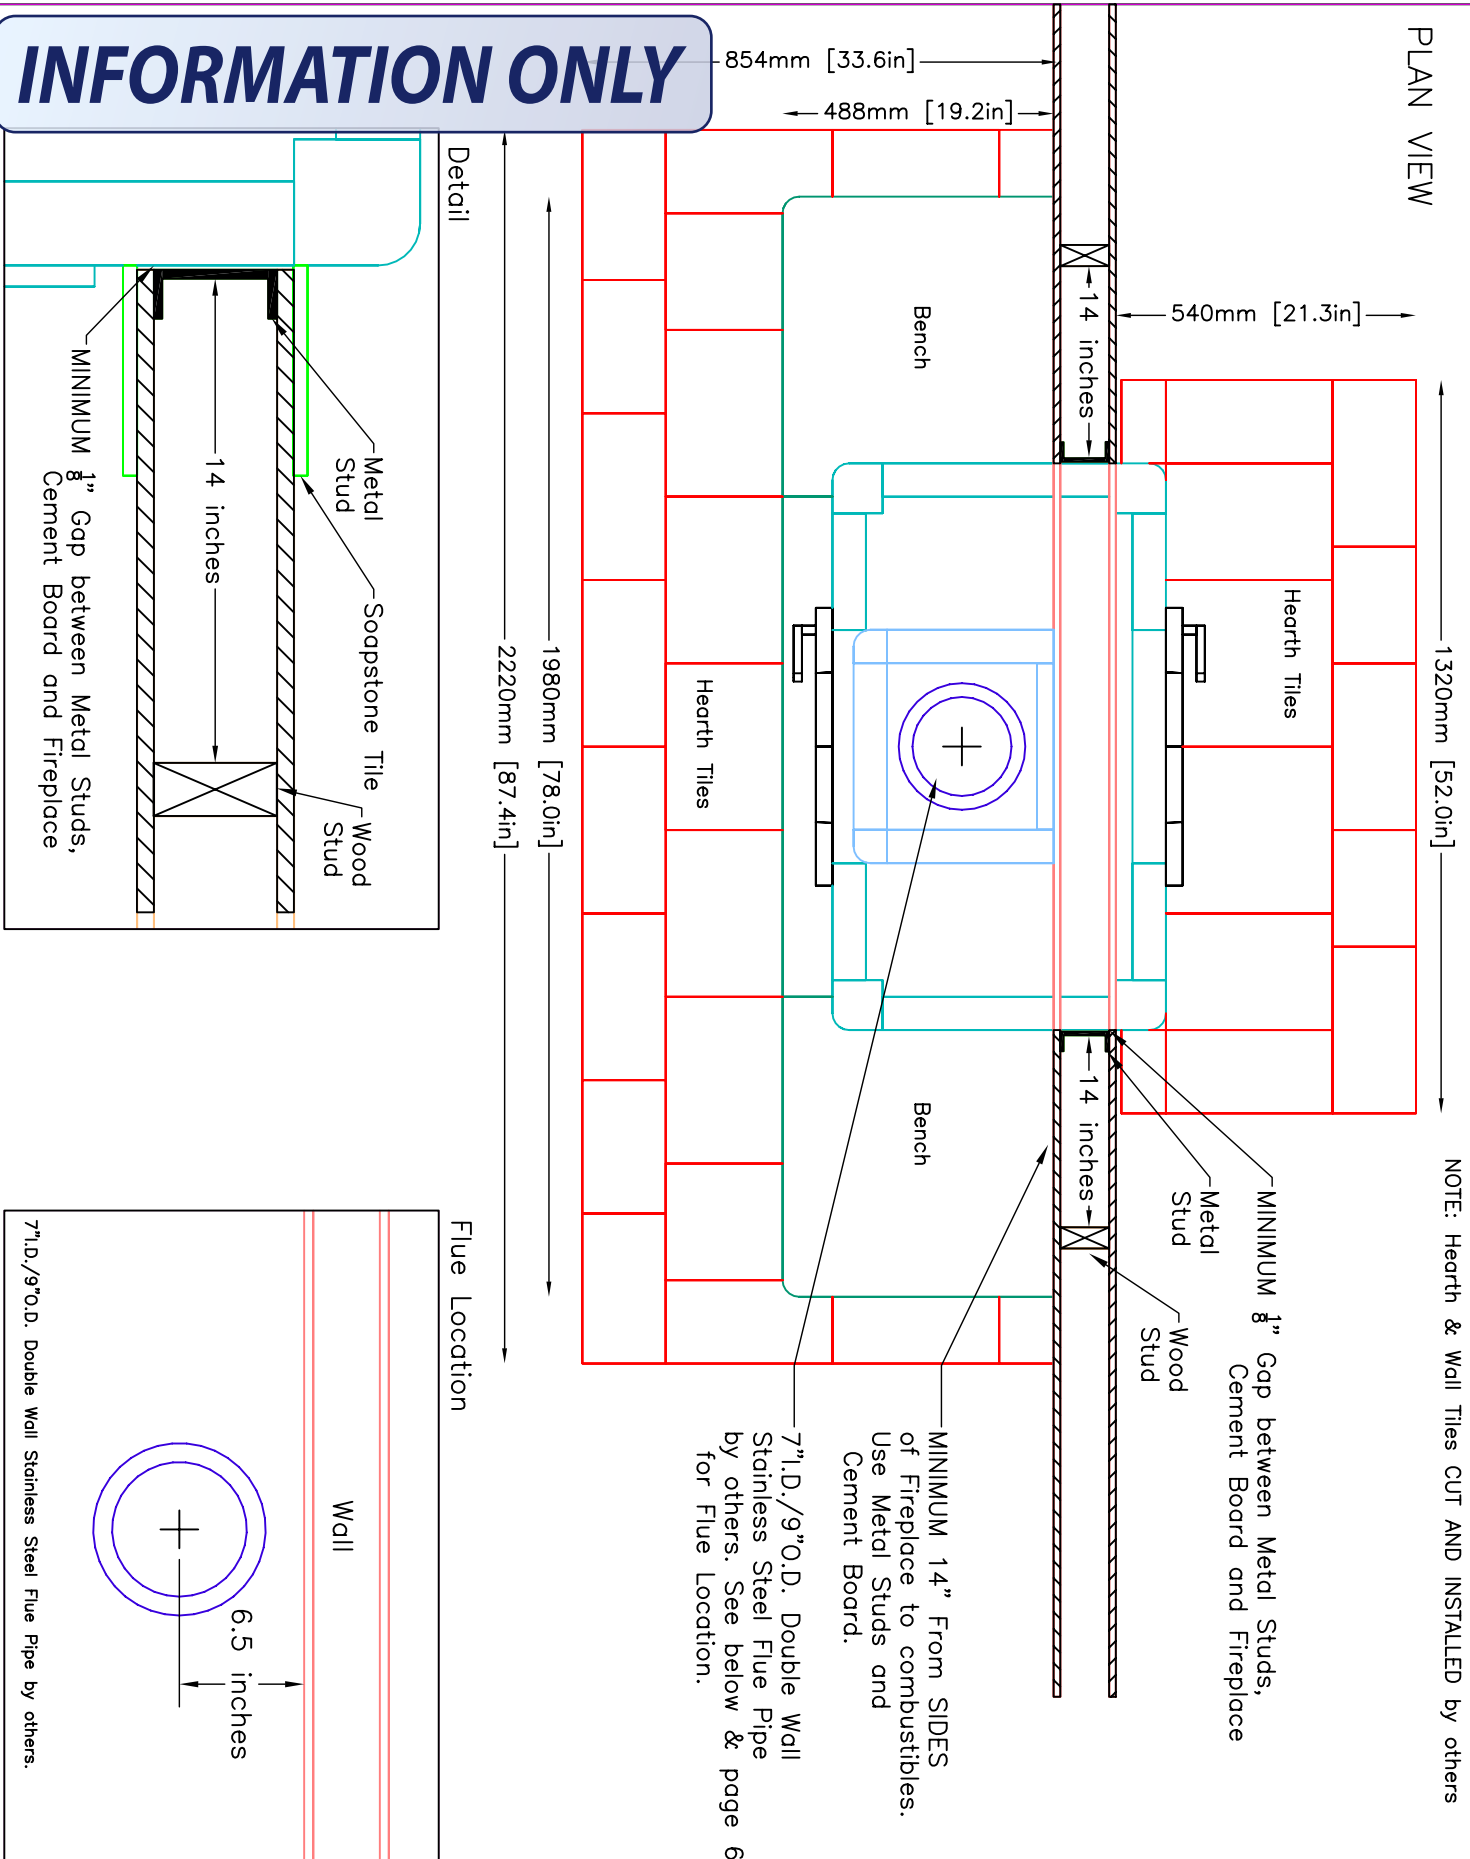 INFORMATION ONLY
PLAN VIEW
NOTE: Hearth & Wall Tiles CUT AND INSTALLED by others
1320mm [52.0in]
540mm [21.3in]
854mm [33.6in]
488mm [19.2in]
Hearth Tiles
14 inches
14 inches
MINIMUM 1/8" Gap between Metal Studs,
Cement Board and Fireplace
Metal
Stud
Wood
Stud
Bench
Bench
MINIMUM 14" From SIDES
of Fireplace to combustibles.
Use Metal Studs and
Cement Board.
7"I.D./9"O.D. Double Wall
Stainless Steel Flue Pipe
by others. See below & page 6
for Flue Location.
Hearth Tiles
1980mm [78.0in]
2220mm [87.4in]
Detail
Metal
Stud
Soapstone Tile
Wood
Stud
14 inches
MINIMUM 1/8" Gap between Metal Studs,
Cement Board and Fireplace
Flue Location
Wall
6.5 inches
7"I.D./9"O.D. Double Wall Stainless Steel Flue Pipe by others.